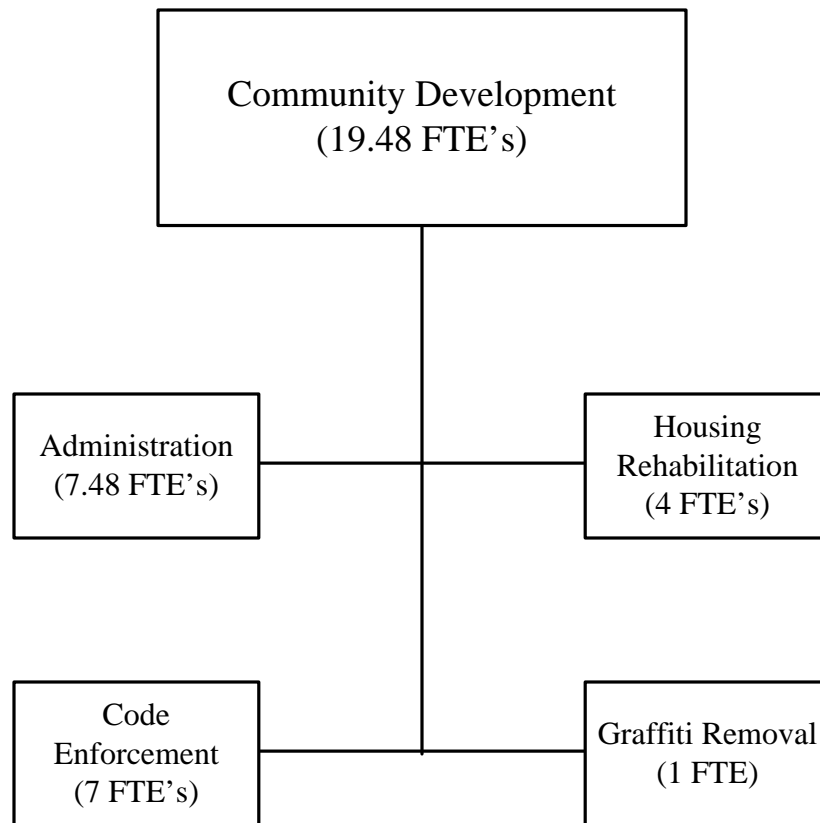 Community Development
(19.48 FTE’s)
Administration
(7.48 FTE’s)
Housing
Rehabilitation
(4 FTE’s)
Code
Enforcement
(7 FTE’s)
Graffiti Removal
(1 FTE)